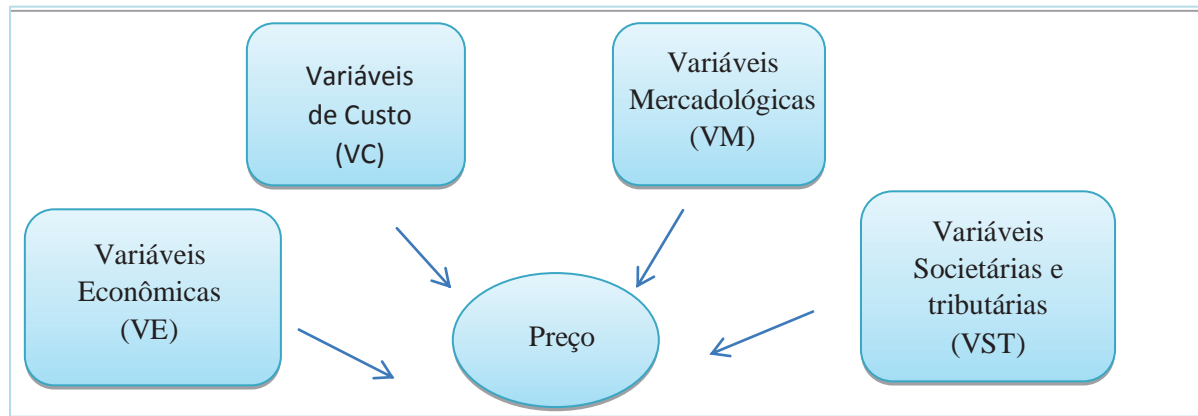 Variáveis
de Custo
(VC)
Variáveis
Mercadológicas
(VM)
Variáveis
Econômicas
(VE)
Variáveis
Societárias e
tributárias
(VST)
Preço